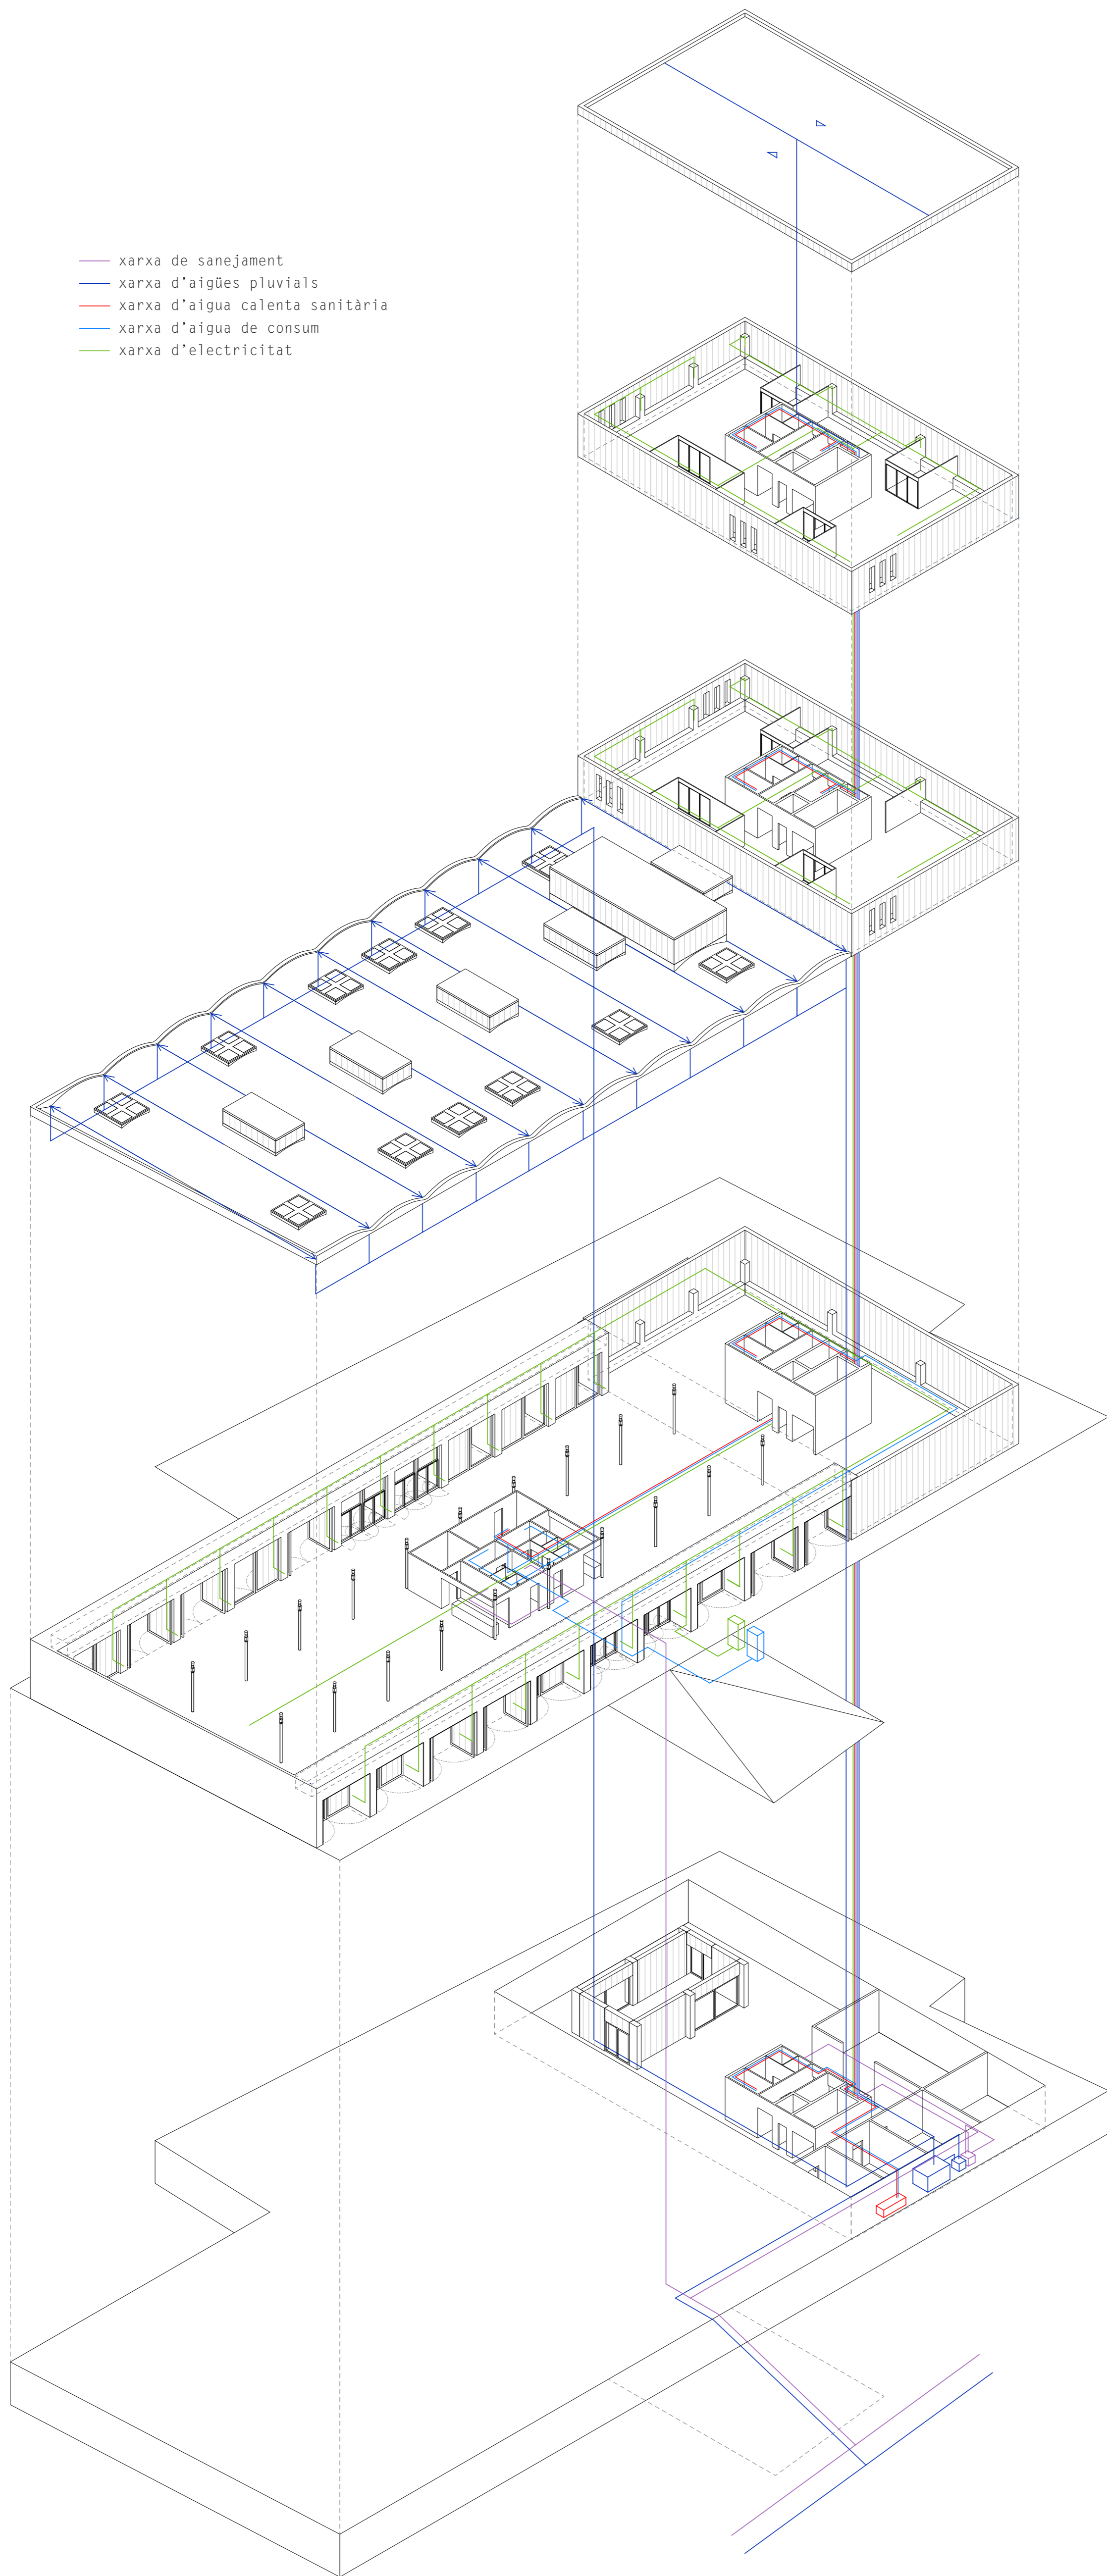 xarxa de sanejament
xarxa d'aigües pluvials
xarxa d'aigua calenta sanitària
xarxa d'aigua de consum
xarxa d'electricitat